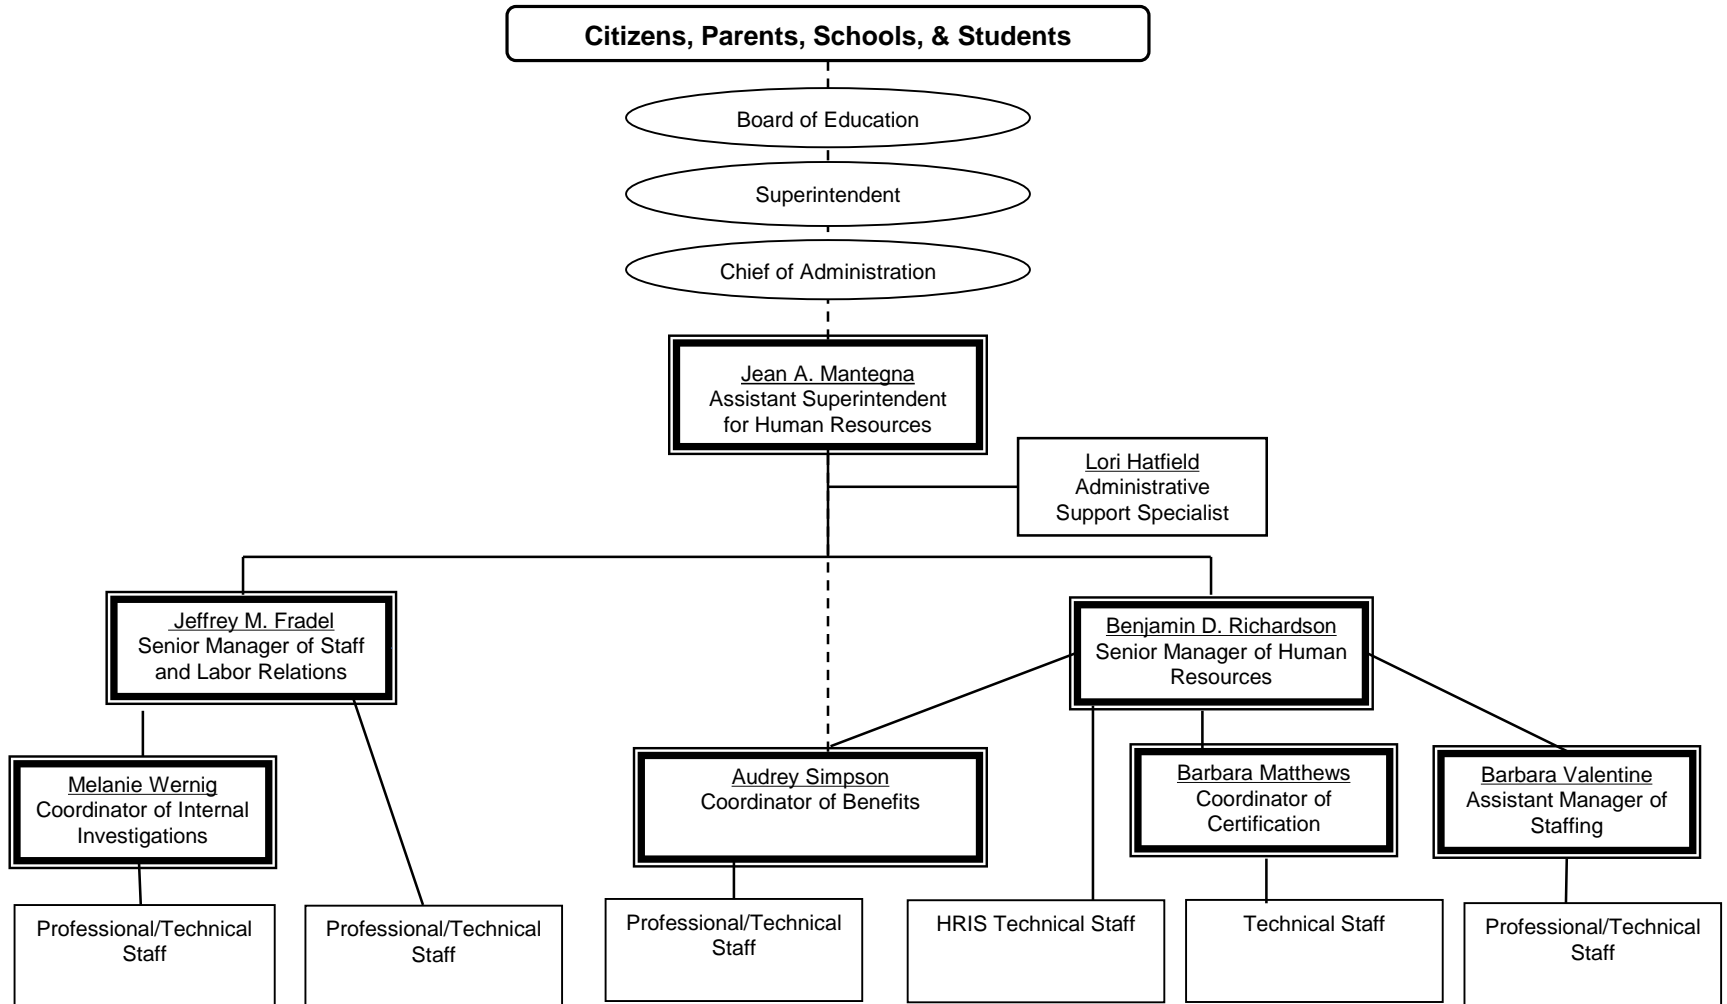 Citizens, Parents, Schools, & Students
Board of Education
Superintendent
Chief of Administration
Jean A. Mantegna
Assistant Superintendent
for Human Resources
Lori Hatfield
Administrative
Support Specialist
Jeffrey M. Fradel
Senior Manager of Staff
and Labor Relations
Benjamin D. Richardson
Senior Manager of Human
Resources
Melanie Wernig
Coordinator of Internal
Investigations
Audrey Simpson
Coordinator of Benefits
Barbara Matthews
Coordinator of
Certification
Barbara Valentine
Assistant Manager of
Staffing
Professional/Technical
Staff
Professional/Technical
Staff
Professional/Technical
Staff
HRIS Technical Staff
Technical Staff
Professional/Technical
Staff